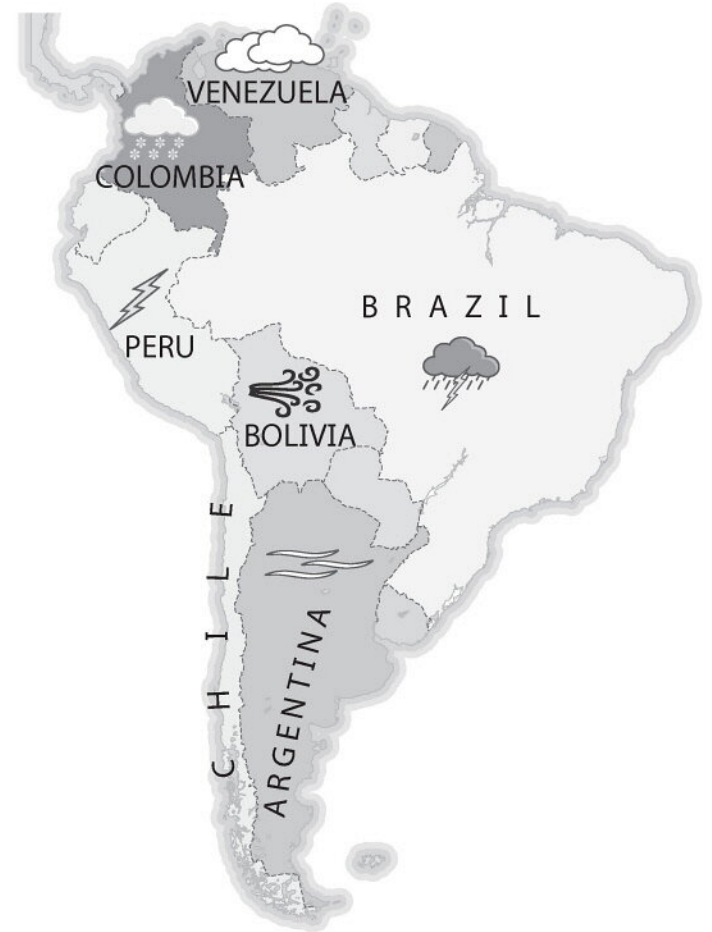 VENEZUELA
COLOMBIA
BRAZIL
PERU
BOLIVIA
CHILE
ARGENTINA